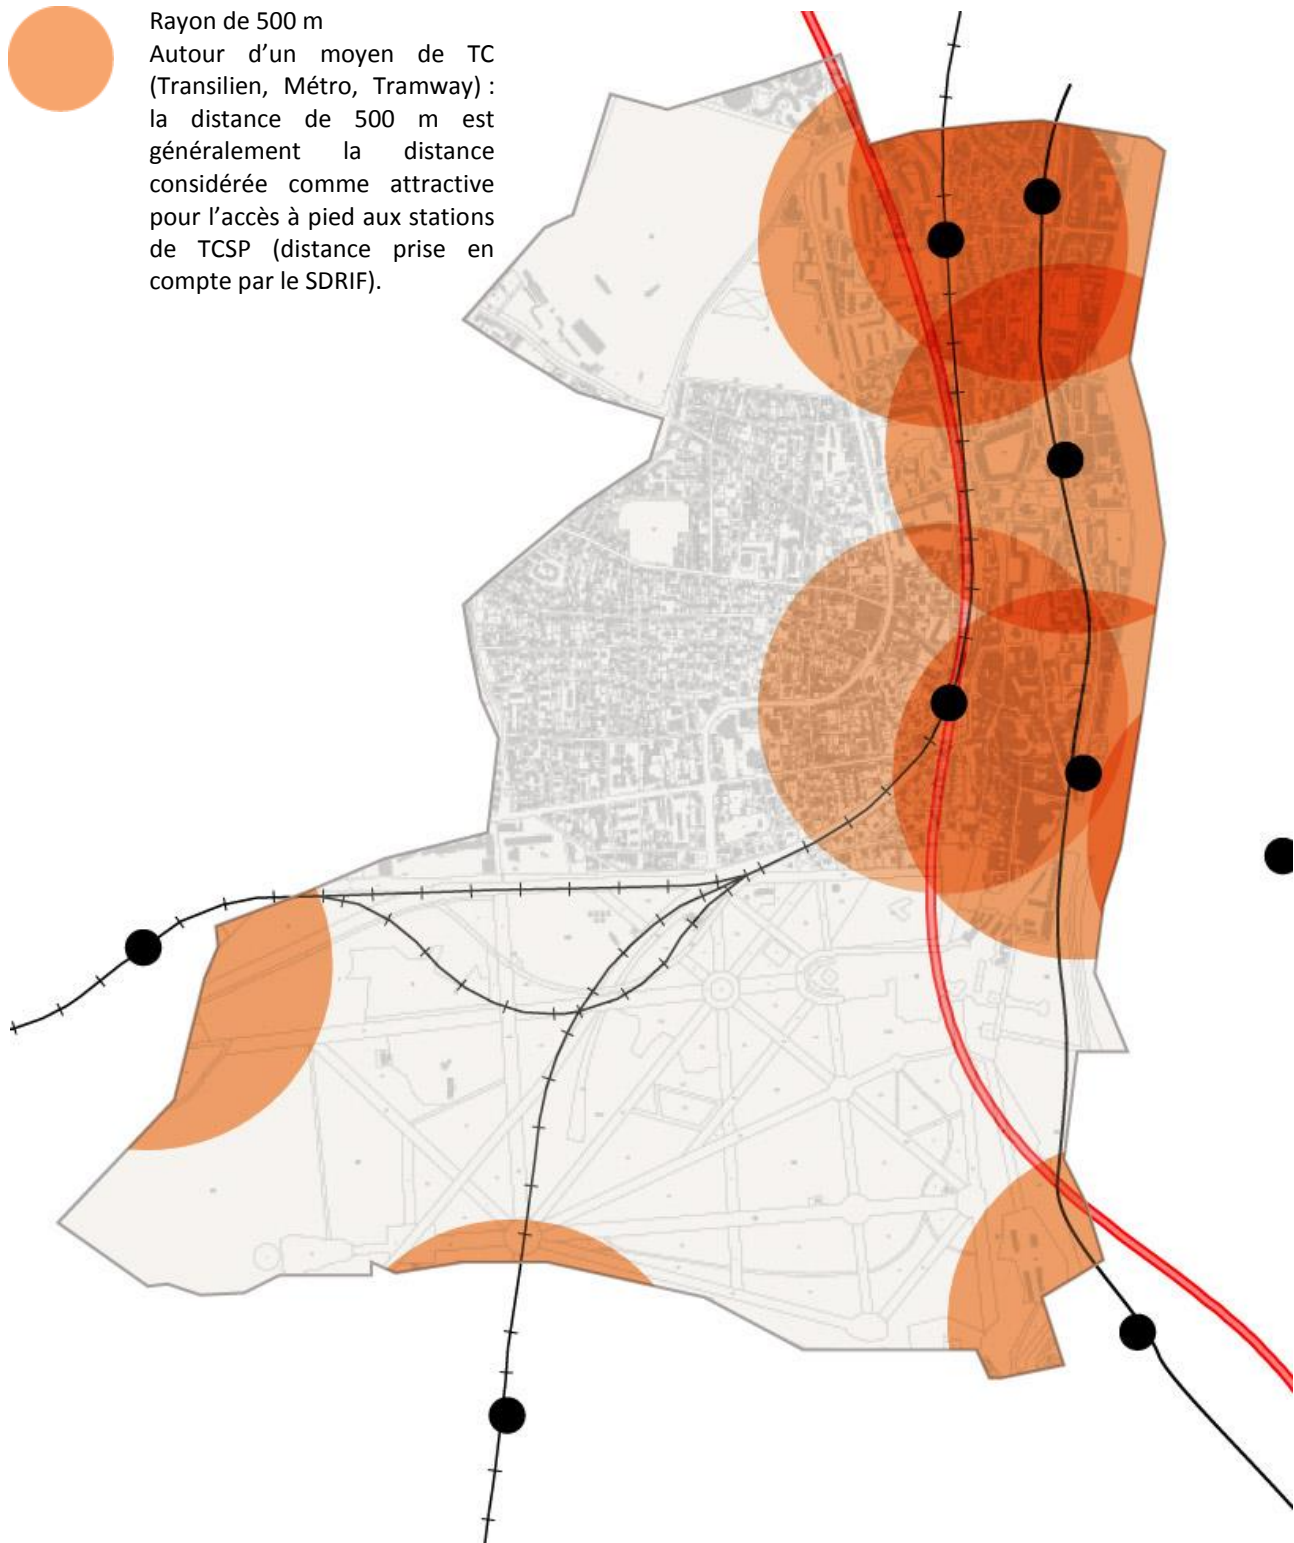 Rayon de 500 m
Autour d’un moyen de TC
(Transilien, Métro, Tramway) :
la distance de 500 m est
généralement la distance
considérée comme attractive
pour l’accès à pied aux stations
de TCSP (distance prise en
compte par le SDRIF).